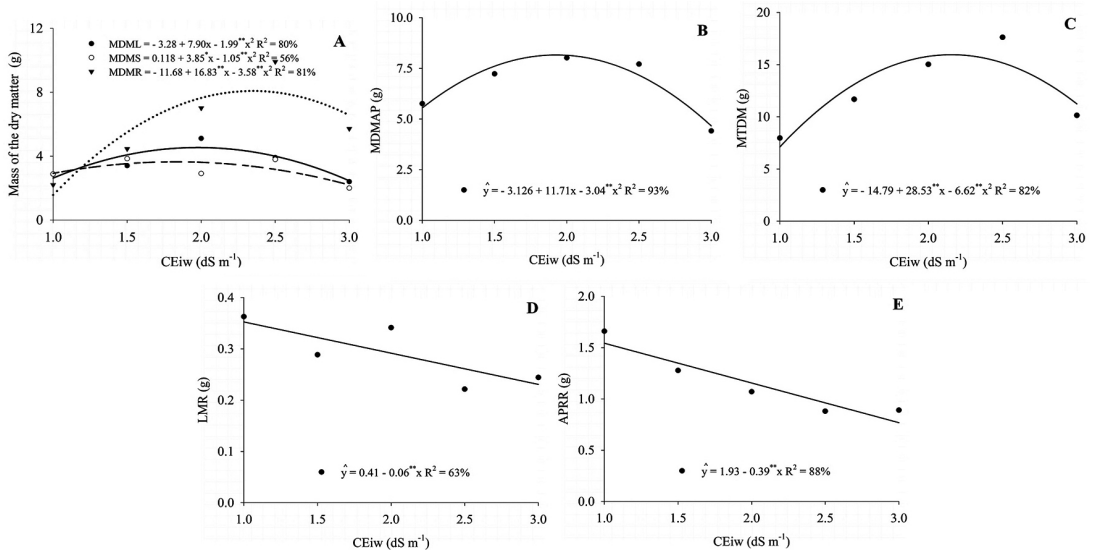 A
MDML = - 3.28 + 7.90x - 1.99**x² R² = 80%
MDMS = 0.118 + 3.85*x - 1.05**x² R² = 56%
MDMR = - 11.68 + 16.83**x - 3.58**x² R² = 81%
Mass of the dry matter (g)
12
8
4
0
1.0 1.5 2.0 2.5 3.0
CEiw (dS m⁻¹)
B
MDMAP (g)
10.0
7.5
5.0
2.5
0.0
ŷ = - 3.126 + 11.71x - 3.04**x² R² = 93%
1.0 1.5 2.0 2.5 3.0
CEiw (dS m⁻¹)
C
MTDM (g)
20
15
10
5
0
ŷ = - 14.79 + 28.53**x - 6.62**x² R² = 82%
1.0 1.5 2.0 2.5 3.0
CEiw (dS m⁻¹)
D
LMR (g)
0.4
0.3
0.2
0.1
0.0
ŷ = 0.41 - 0.06**x R² = 63%
1.0 1.5 2.0 2.5 3.0
CEiw (dS m⁻¹)
E
APRR (g)
2.0
1.5
1.0
0.5
0.0
ŷ = 1.93 - 0.39**x R² = 88%
1.0 1.5 2.0 2.5 3.0
CEiw (dS m⁻¹)